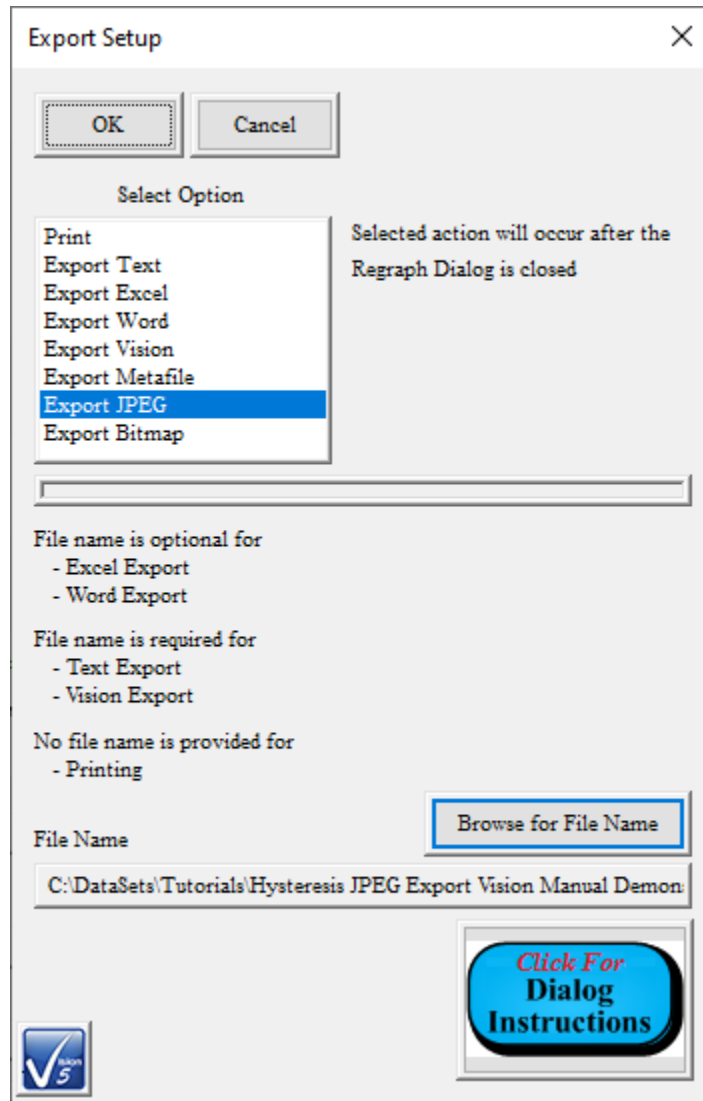 Export Setup
OK
Cancel
Select Option
Print
Export Text
Export Excel
Export Word
Export Vision
Export Metafile
Export JPEG
Export Bitmap
Selected action will occur after the
Regraph Dialog is closed
File name is optional for
- Excel Export
- Word Export
File name is required for
- Text Export
- Vision Export
No file name is provided for
- Printing
Browse for File Name
File Name
C:\DataSets\Tutorials\Hysteresis JPEG Export Vision Manual Demon
Click For
Dialog
Instructions
Vision
5